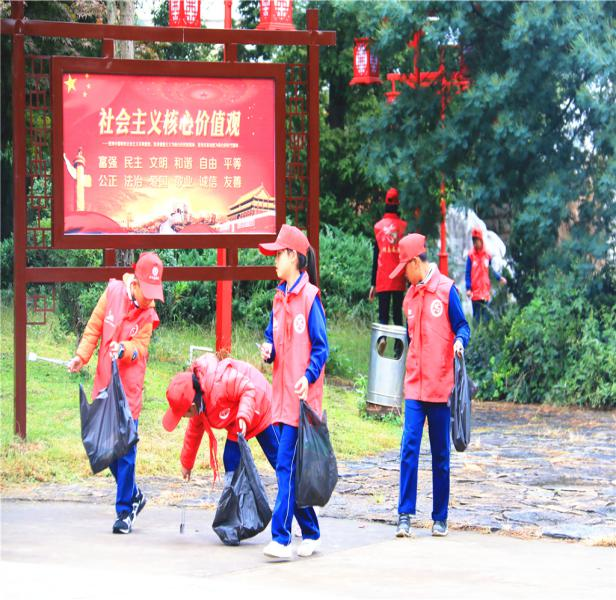 社会主义核心价值观
富强 民主 文明 和谐 自由 平等
公正 法治 爱国 敬业 诚信 友善